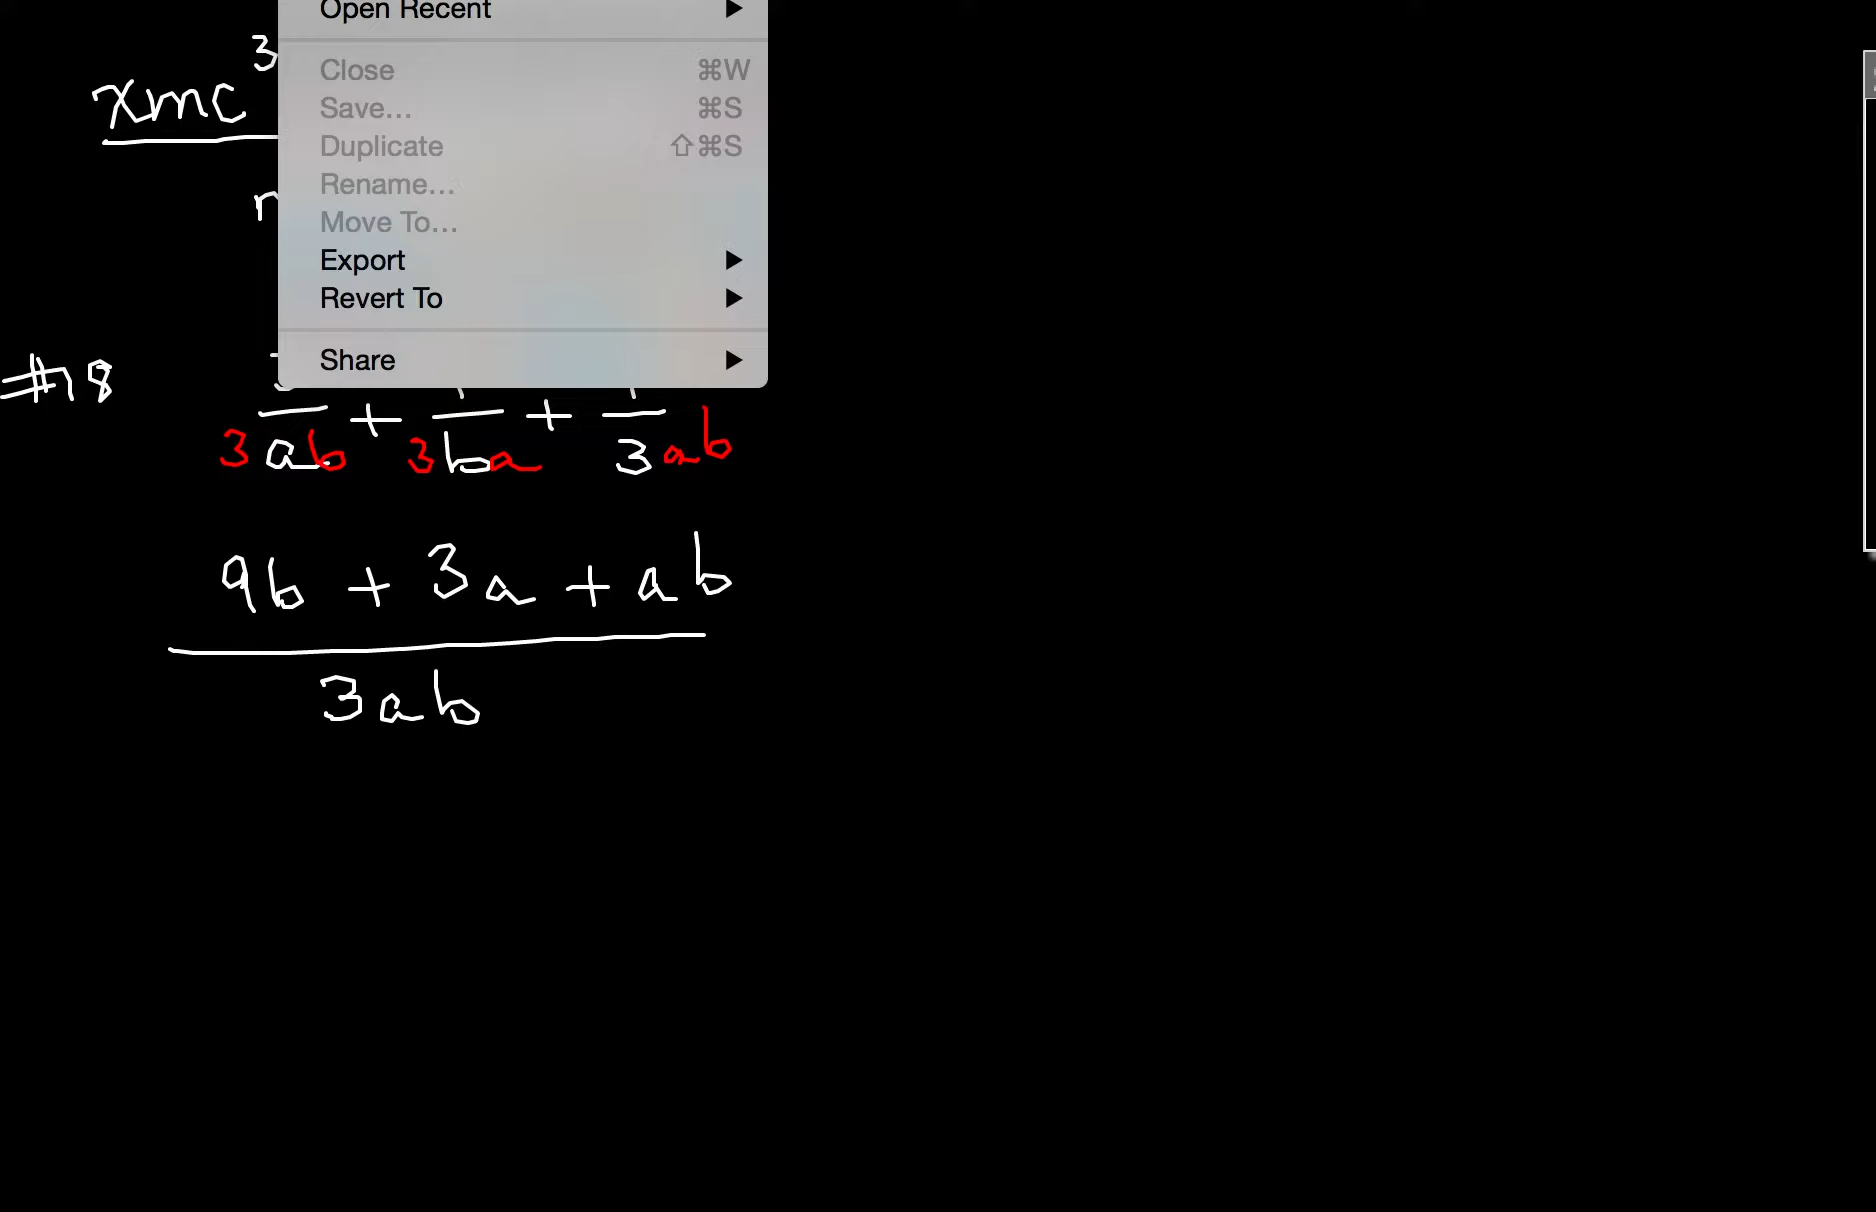 Open Recent ▶
3
xmc
Close ⌘W
Save... ⌘S
Duplicate ⇧⌘S
Rename...
Move To...
Export ▶
Revert To ▶
Share ▶
#18
3ab + 3ba + 3ab
9b + 3a + ab
3ab